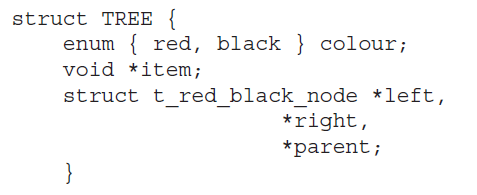 struct TREE {
enum { red, black } colour;
void *item;
struct t_red_black_node *left,
*right,
*parent;
}